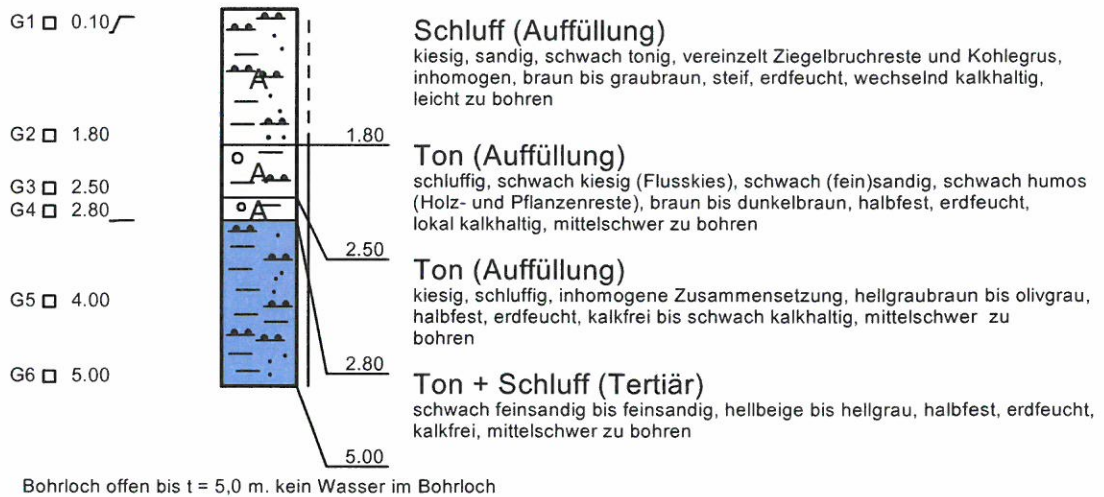 G1 0.10
Schluff (Auffüllung)
kiesig, sandig, schwach tonig, vereinzelt Ziegelbruchreste und Kohlegrus,
inhomogen, braun bis graubraun, steif, erdfeucht, wechselnd kalkhaltig,
leicht zu bohren
A
G2 1.80
1.80
Ton (Auffüllung)
schluffig, schwach kiesig (Flusskies), schwach (fein)sandig, schwach humos
(Holz- und Pflanzenreste), braun bis dunkelbraun, halbfest, erdfeucht,
lokal kalkhaltig, mittelschwer zu bohren
A
G3 2.50
G4 2.80
A
2.50
Ton (Auffüllung)
kiesig, schluffig, inhomogene Zusammensetzung, hellgraubraun bis olivgrau,
halbfest, erdfeucht, kalkfrei bis schwach kalkhaltig, mittelschwer zu
bohren
G5 4.00
2.80
G6 5.00
Ton + Schluff (Tertiär)
schwach feinsandig bis feinsandig, hellbeige bis hellgrau, halbfest, erdfeucht,
kalkfrei, mittelschwer zu bohren
5.00
Bohrloch offen bis t = 5,0 m. kein Wasser im Bohrloch